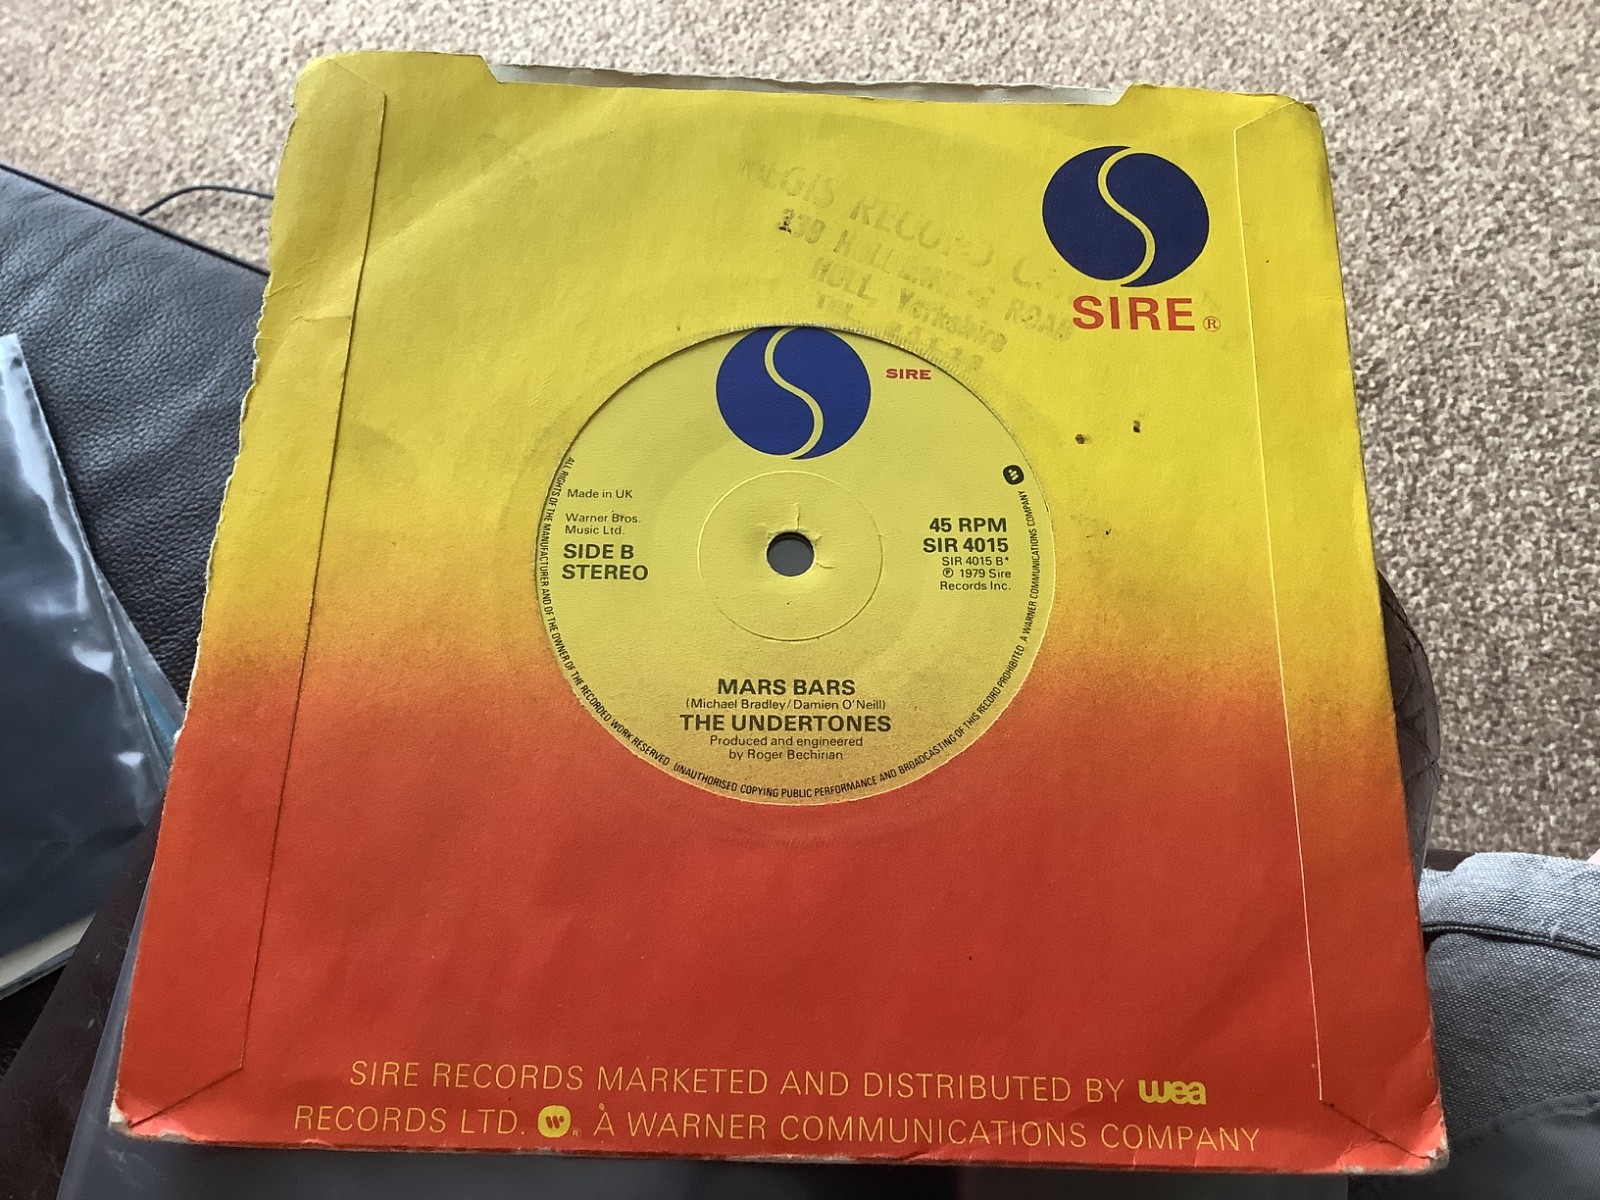 REGIS RECORD
HULL, Yorkshire
TEL.
ROAD
SIRE®
SIRE
Made in UK
Warner Bros.
Music Ltd.
SIDE B
STEREO
45 RPM
SIR 4015
SIR 4015 B*
℗ 1979 Sire
Records Inc.
MARS BARS
(Michael Bradley/Damien O'Neill)
THE UNDERTONES
Produced and engineered
by Roger Bechirian
ALL RIGHTS OF THE MANUFACTURER AND OF THE OWNER OF THE RECORDED WORK RESERVED UNAUTHORISED COPYING PUBLIC PERFORMANCE AND BROADCASTING OF THIS RECORD PROHIBITED A WARNER COMMUNICATIONS COMPANY
SIRE RECORDS MARKETED AND DISTRIBUTED BY wea
RECORDS LTD. A WARNER COMMUNICATIONS COMPANY